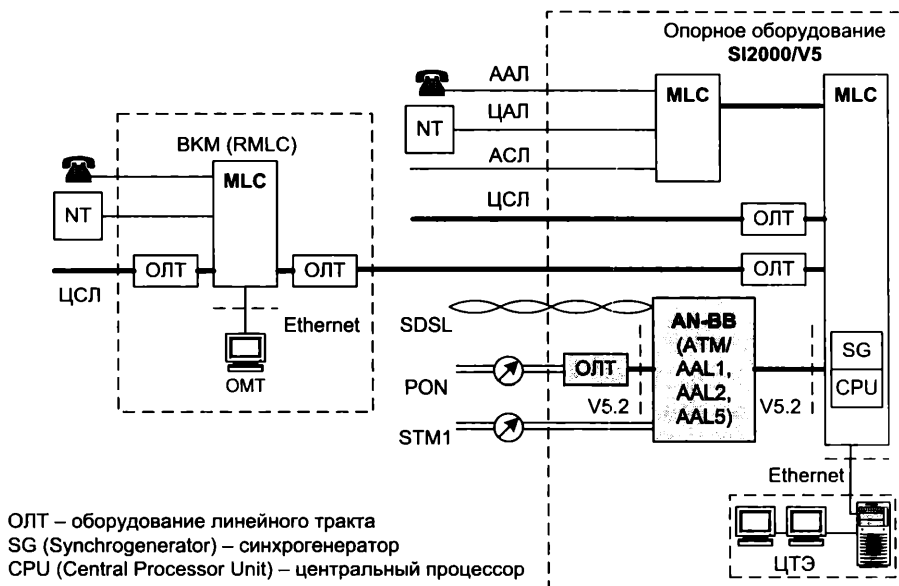 Опорное оборудование
SI2000/V5
ААЛ
ЦАЛ
АСЛ
ЦСЛ
NT
MLC
MLC
ОЛТ
ОЛТ
ВКМ (RMLC)
MLC
NT
ОЛТ
ОЛТ
ЦСЛ
Ethernet
ОМТ
SDSL
PON
STM1
ОЛТ
V5.2
AN-BB
(ATM/
AAL1,
AAL2,
AAL5)
V5.2
SG
CPU
Ethernet
ЦТЭ
ОЛТ – оборудование линейного тракта
SG (Synchrogenerator) – синхрогенератор
CPU (Central Processor Unit) – центральный процессор